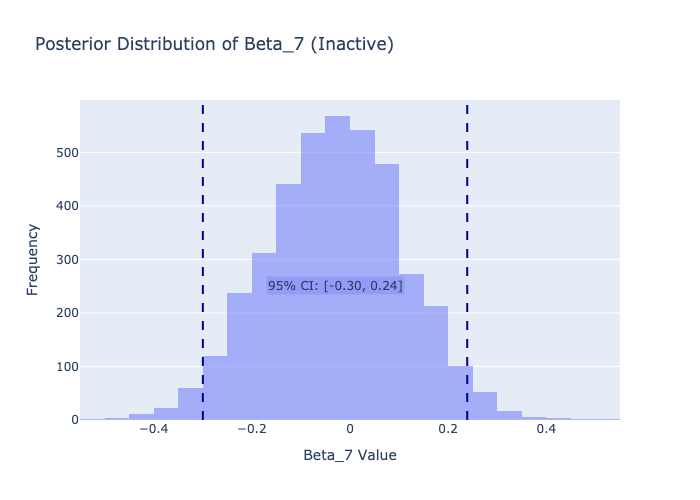 Posterior Distribution of Beta_7 (Inactive)
Frequency
500
400
300
200
100
0
95% CI: [-0.30, 0.24]
−0.4
−0.2
0
0.2
0.4
Beta_7 Value